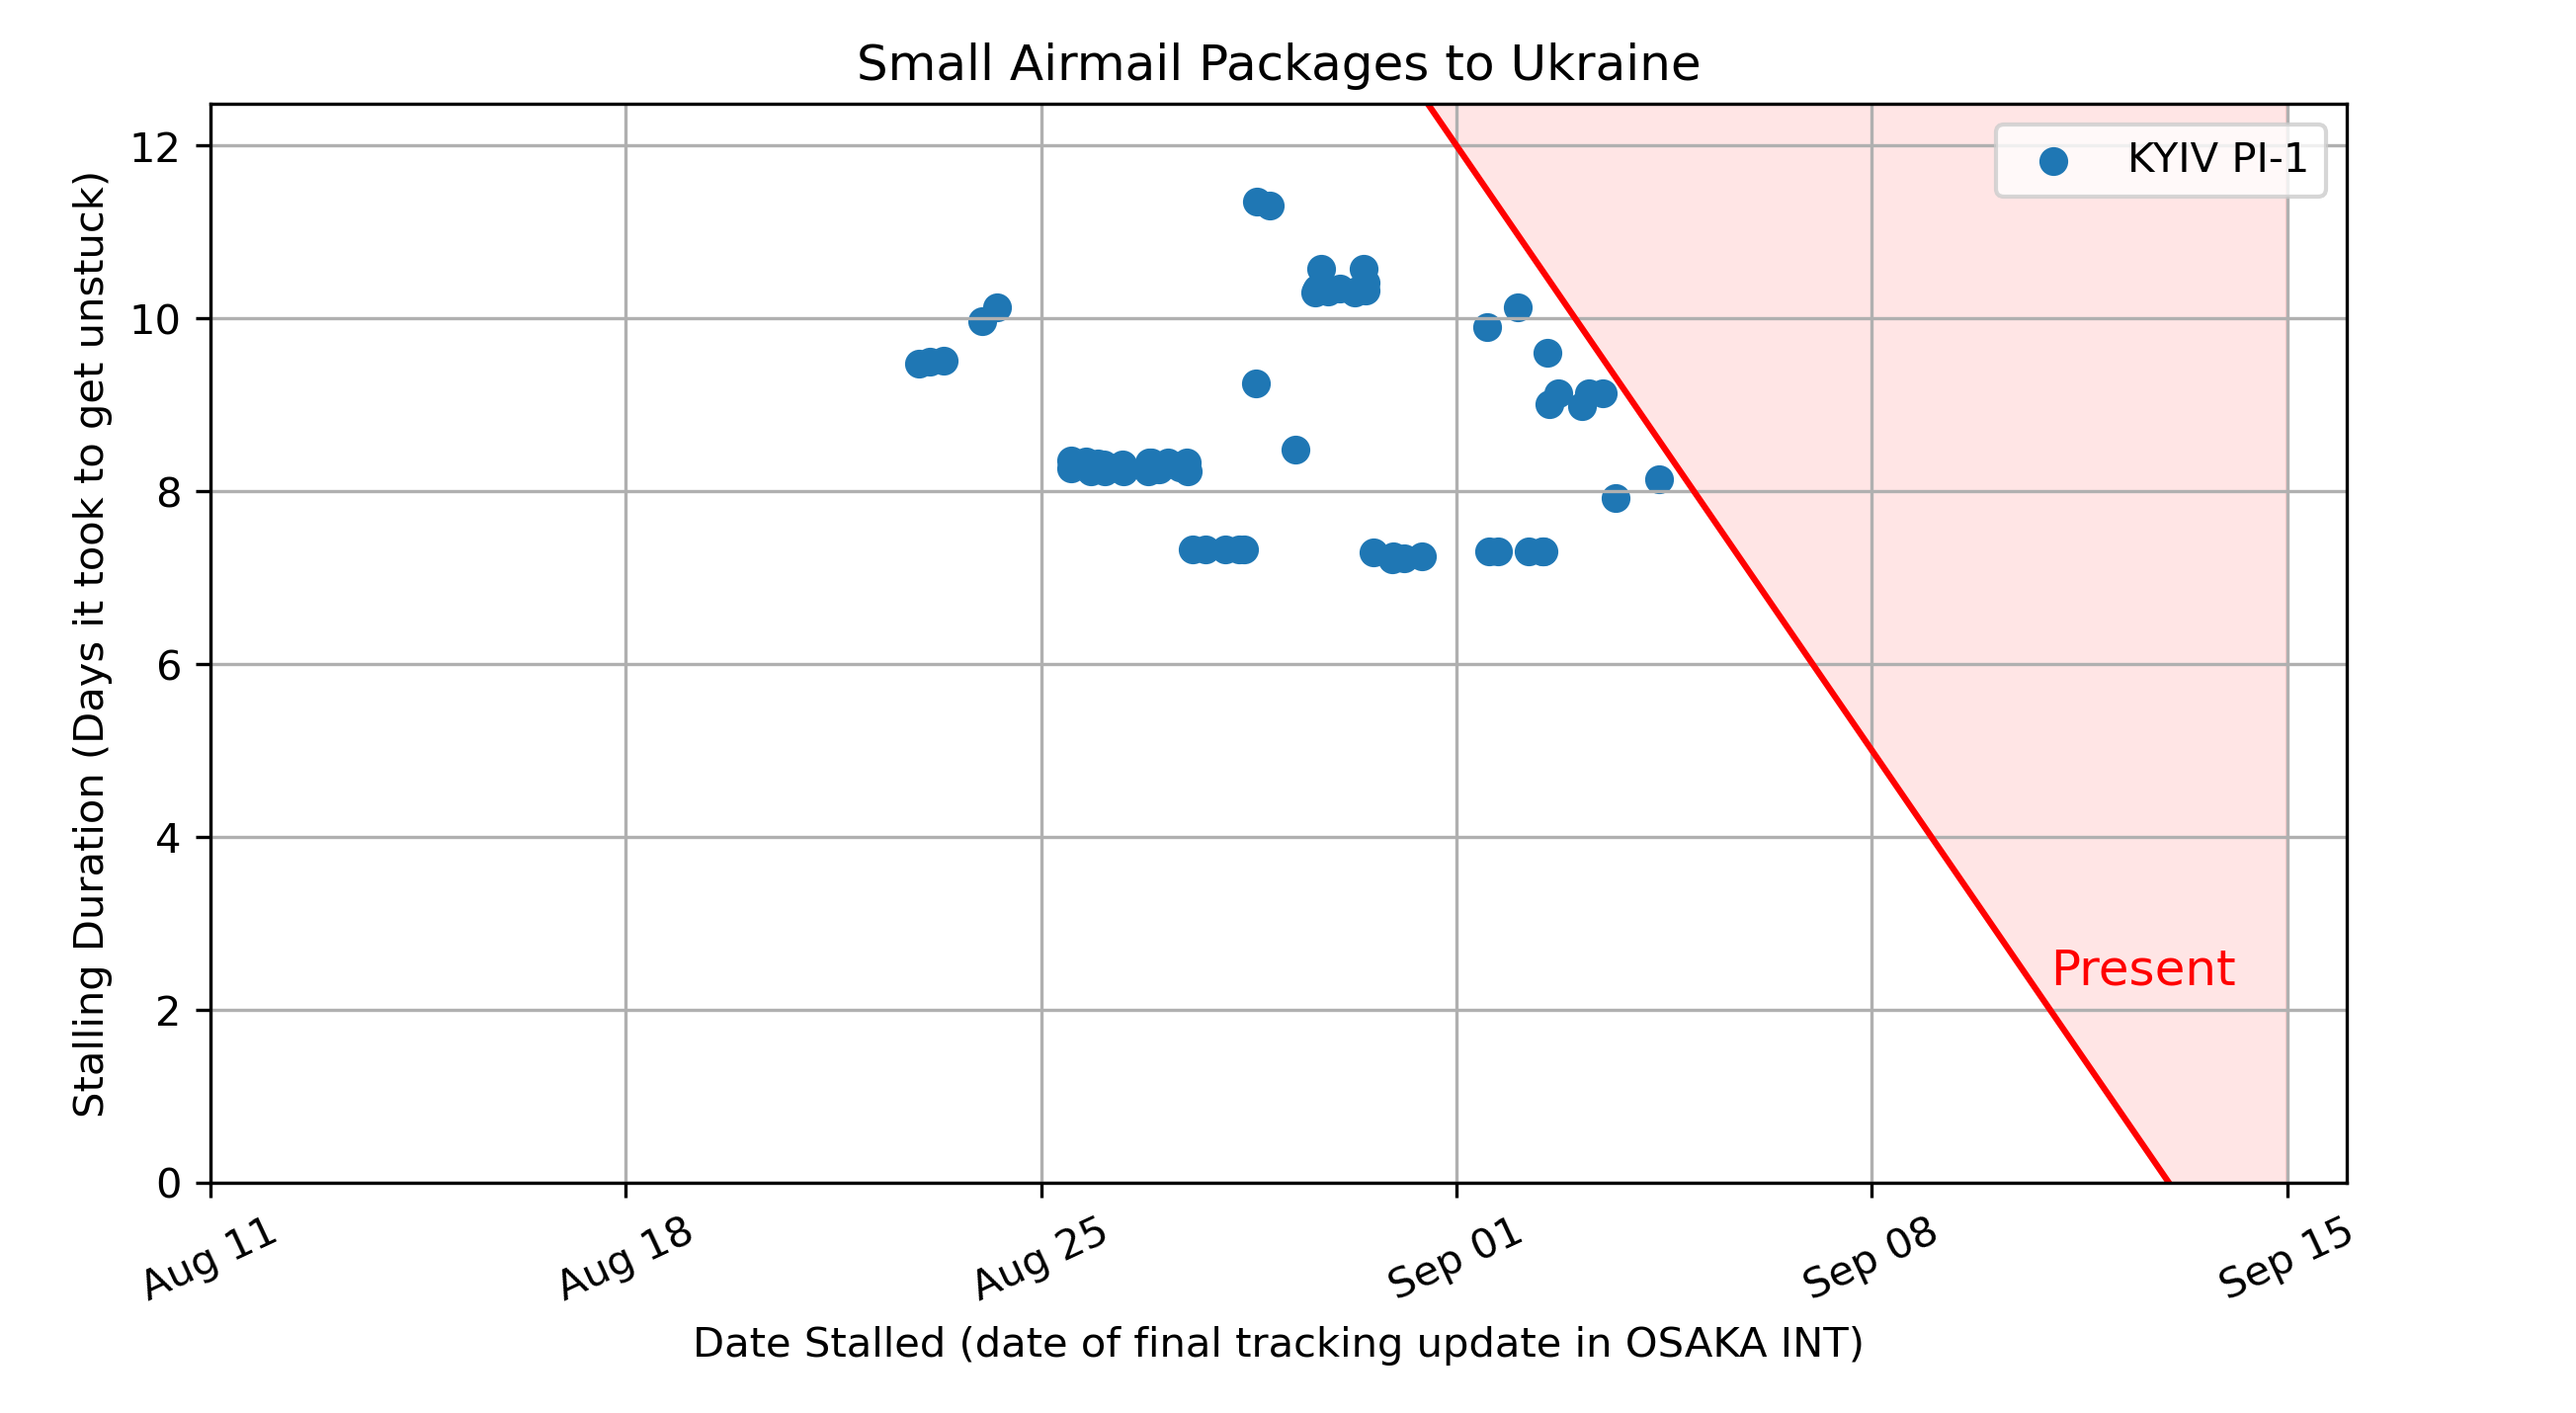 Small Airmail Packages to Ukraine
Stalling Duration (Days it took to get unstuck)
12
10
8
6
4
2
0
KYIV PI-1
Present
Aug 11
Aug 18
Aug 25
Sep 01
Sep 08
Sep 15
Date Stalled (date of final tracking update in OSAKA INT)